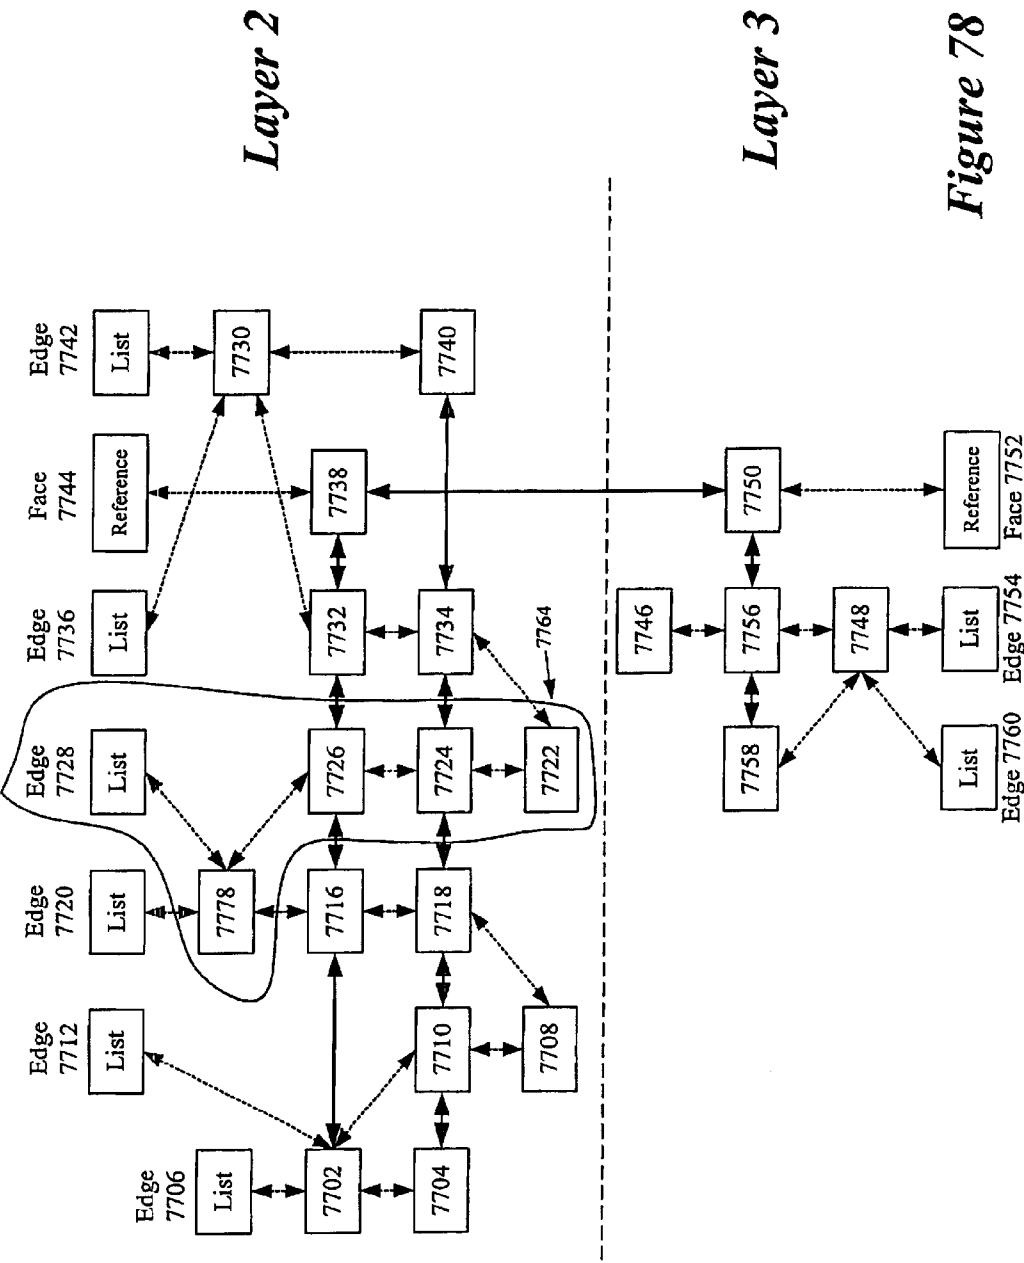 Layer 2
Edge
7706
List
Edge
7712
List
Edge
7720
List
Edge
7728
List
Edge
7736
List
Face
7744
Reference
Edge
7742
List
7778
7730
7702
7716
7726
7732
7738
7704
7710
7718
7724
7734
7740
7708
7722
7764
Layer 3
7746
7758
7756
7750
7748
List
Edge 7760
List
Edge 7754
Reference
Face 7752
Figure 78